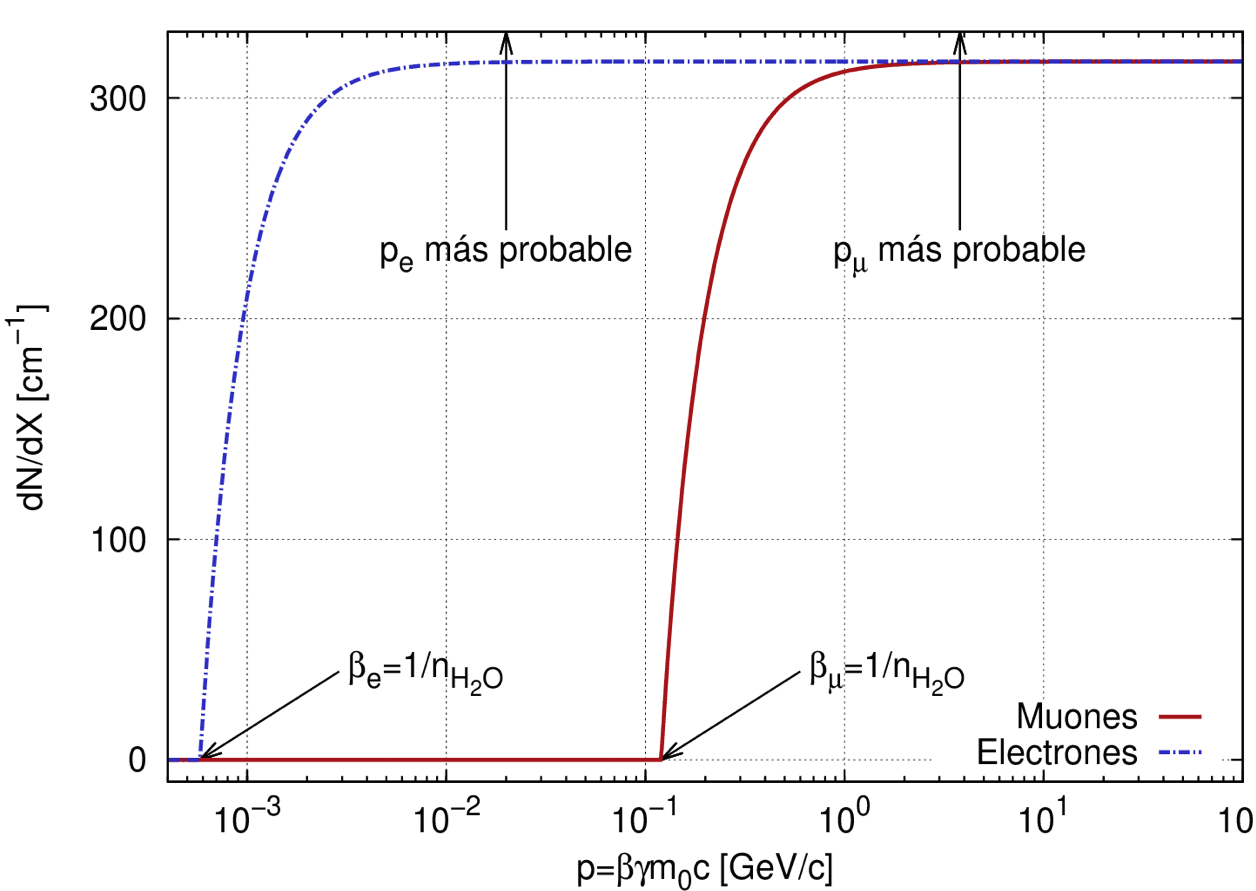 dN/dX [cm⁻¹]
300
200
100
0
pₑ más probable
p_μ más probable
βₑ=1/n_H₂O
β_μ=1/n_H₂O
Muones
Electrones
10⁻³ 10⁻² 10⁻¹ 10⁰ 10¹ 10
p=βγm₀c [GeV/c]